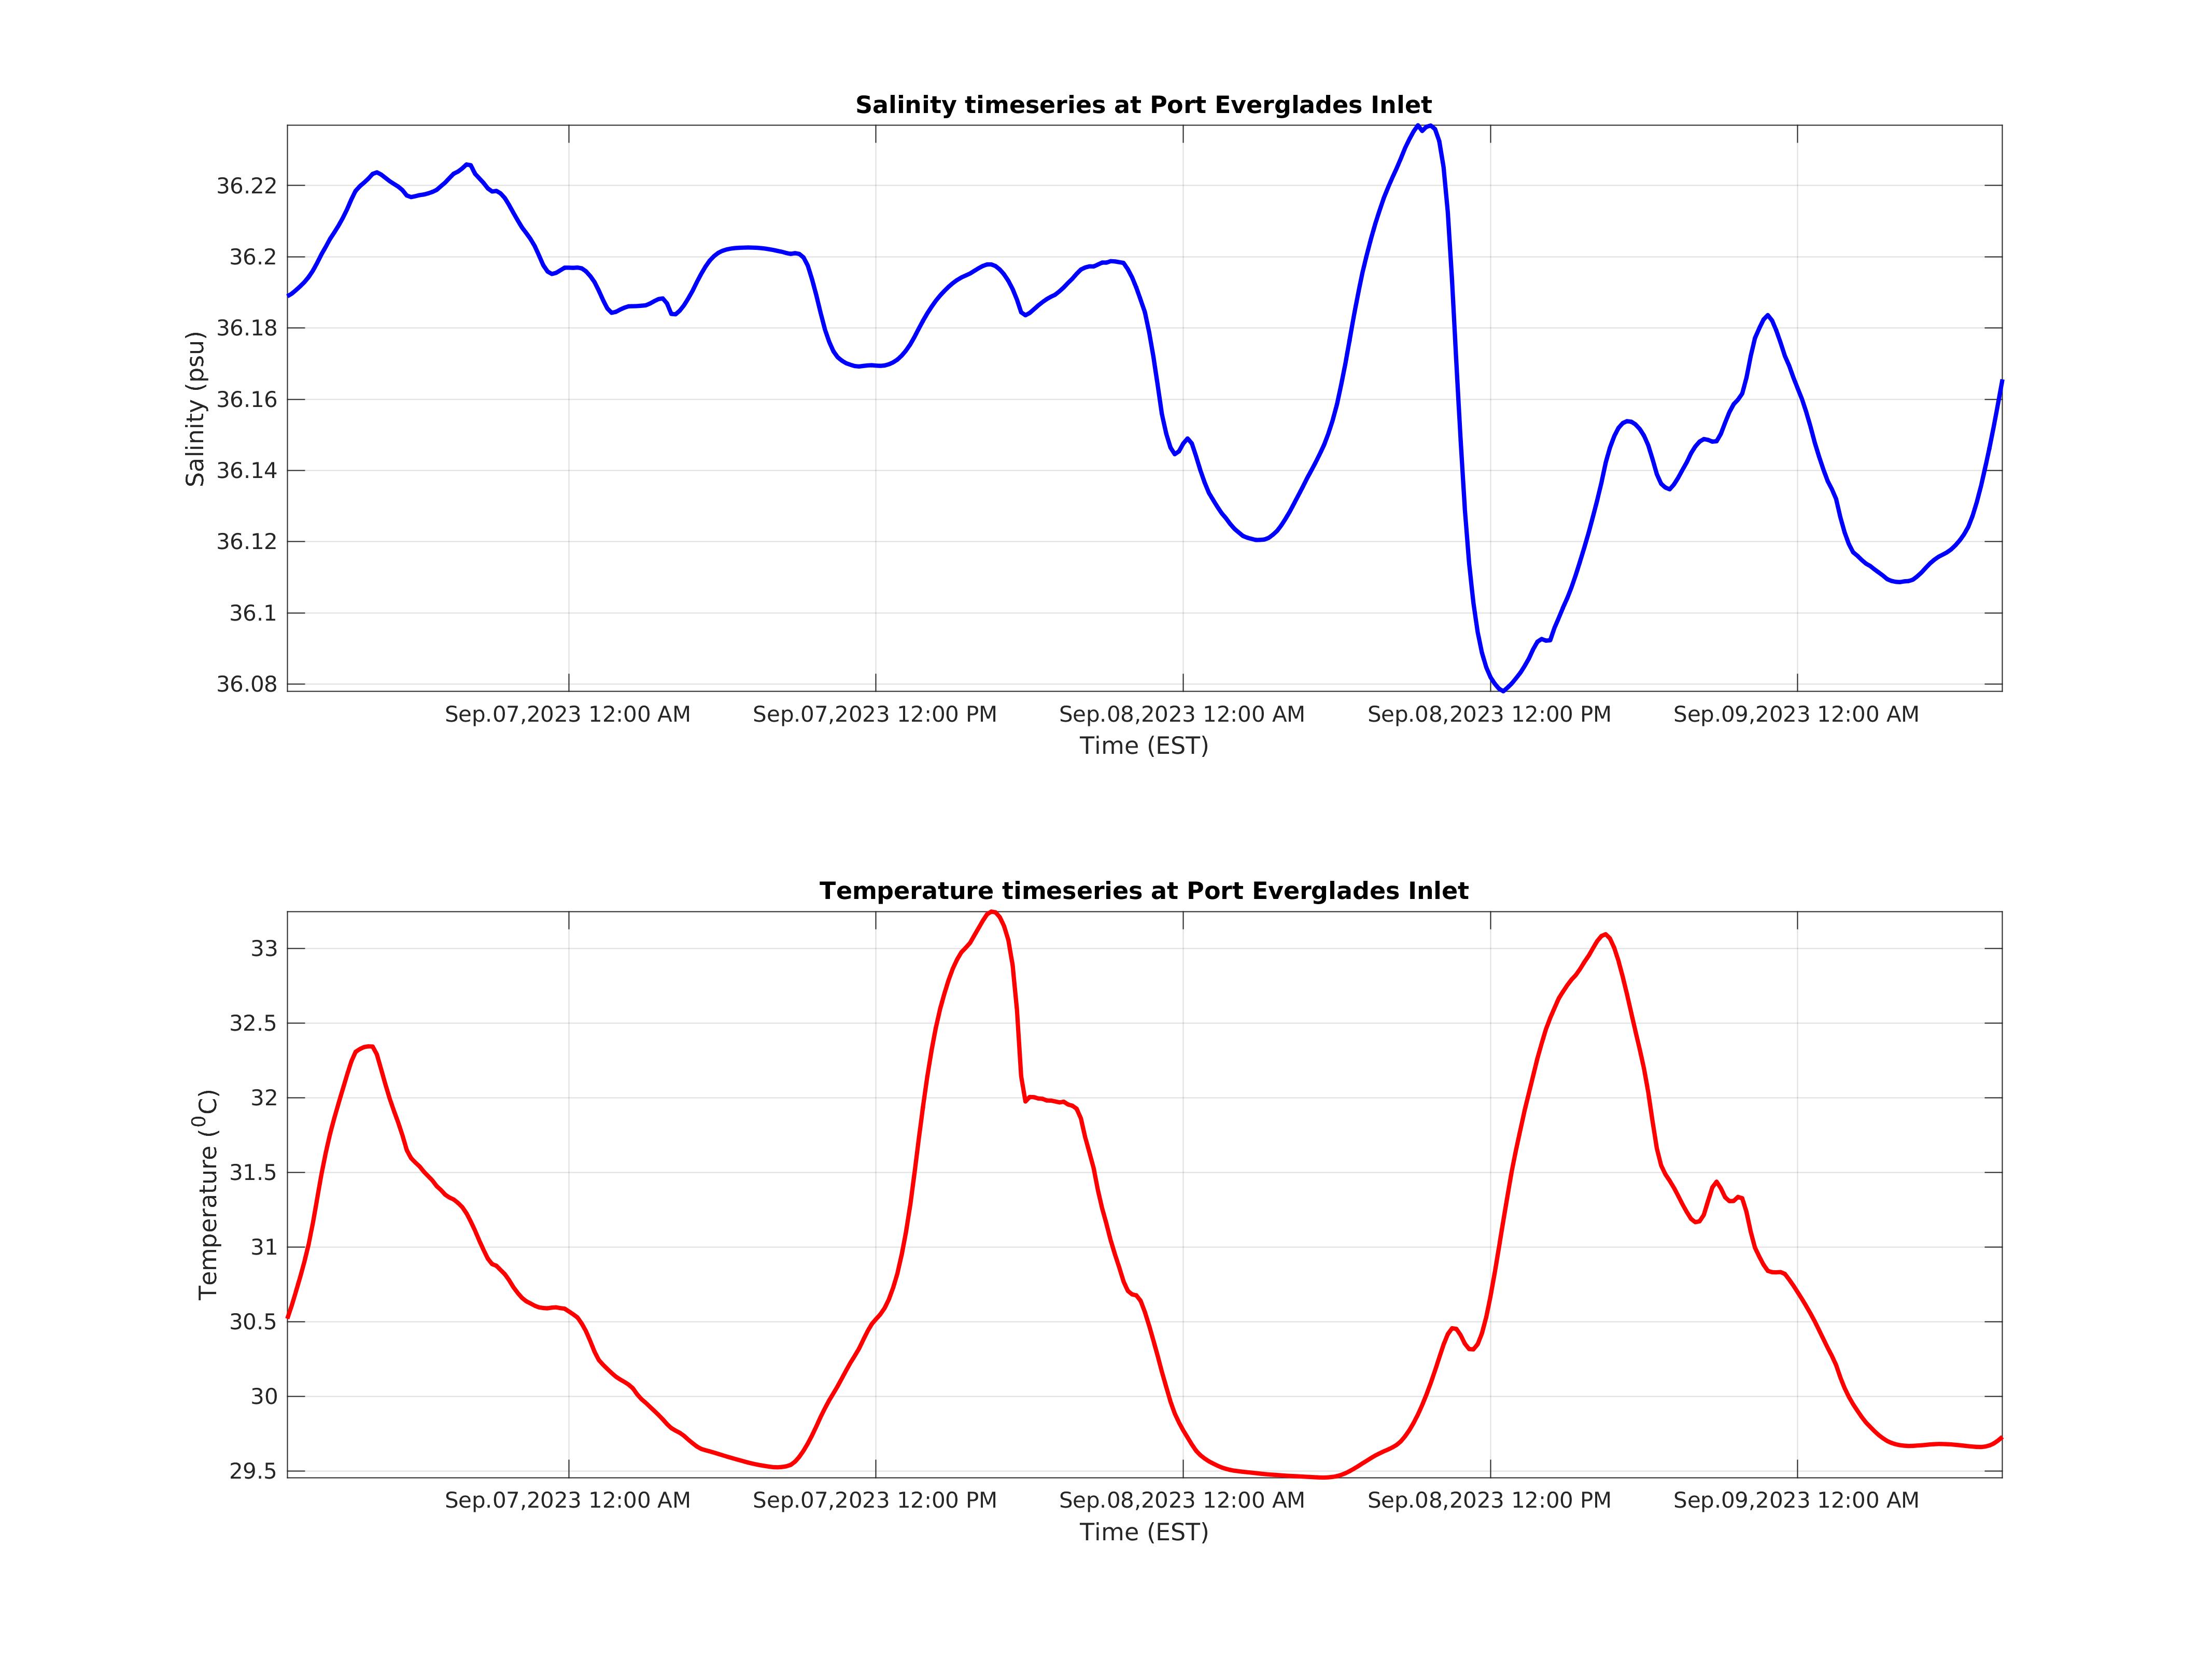 Salinity timeseries at Port Everglades Inlet
Salinity (psu)
36.22
36.2
36.18
36.16
36.14
36.12
36.1
36.08
Sep.07,2023 12:00 AM
Sep.07,2023 12:00 PM
Sep.08,2023 12:00 AM
Sep.08,2023 12:00 PM
Sep.09,2023 12:00 AM
Time (EST)
Temperature timeseries at Port Everglades Inlet
Temperature (⁰C)
33
32.5
32
31.5
31
30.5
30
29.5
Sep.07,2023 12:00 AM
Sep.07,2023 12:00 PM
Sep.08,2023 12:00 AM
Sep.08,2023 12:00 PM
Sep.09,2023 12:00 AM
Time (EST)